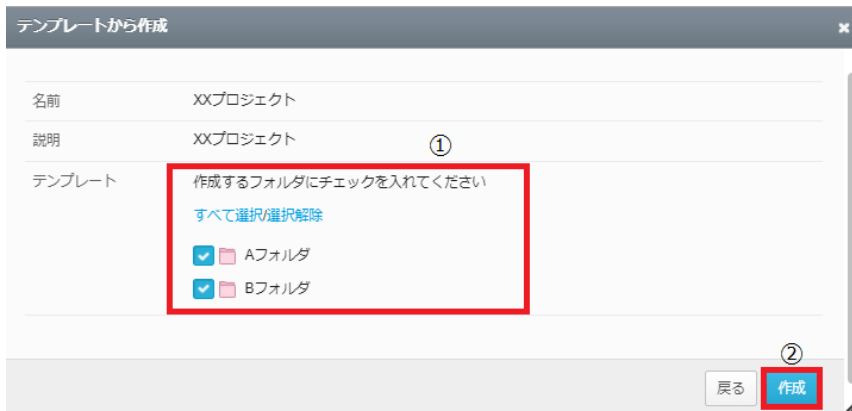 テンプレートから作成 ×
名前 XXプロジェクト
説明 XXプロジェクト
①
テンプレート 作成するフォルダにチェックを入れてください
すべて選択/選択解除
Aフォルダ
Bフォルダ
②
戻る 作成